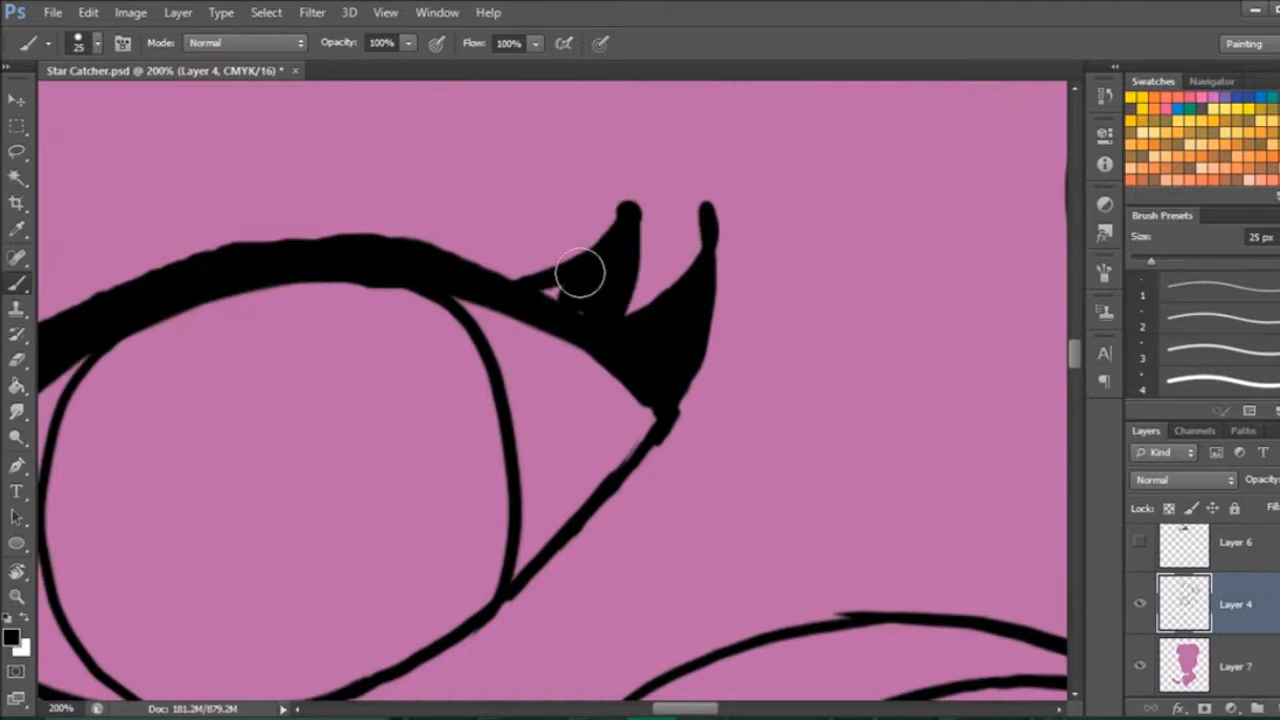 Ps File Edit Image Layer Type Select Filter 3D View Window Help
25 Mode: Normal Opacity: 100% Flow: 100% Painting
Star Catcher.psd @ 200% (Layer 4, CMYK/16) * ×
Swatches Navigator
Brush Presets
Size: 25 px
1
2
3
4
Layers Channels Paths
Kind
Normal Opacity:
Lock:
Layer 6
Layer 4
Layer 7
200% Doc: 181.2M/879.2M